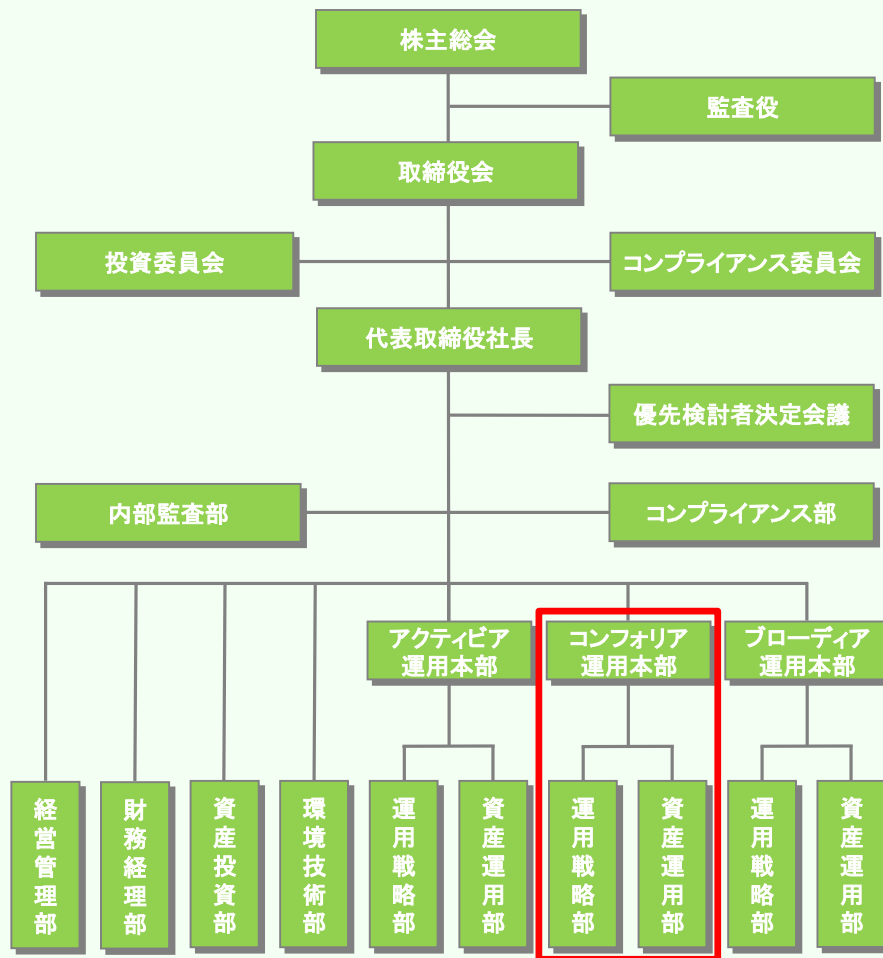 株主総会
監査役
取締役会
投資委員会
コンプライアンス委員会
代表取締役社長
優先検討者決定会議
内部監査部
コンプライアンス部
アクティビア
運用本部
コンフォリア
運用本部
ブローディア
運用本部
経営管理部
財務経理部
資産投資部
環境技術部
運用戦略部
資産運用部
運用戦略部
資産運用部
運用戦略部
資産運用部